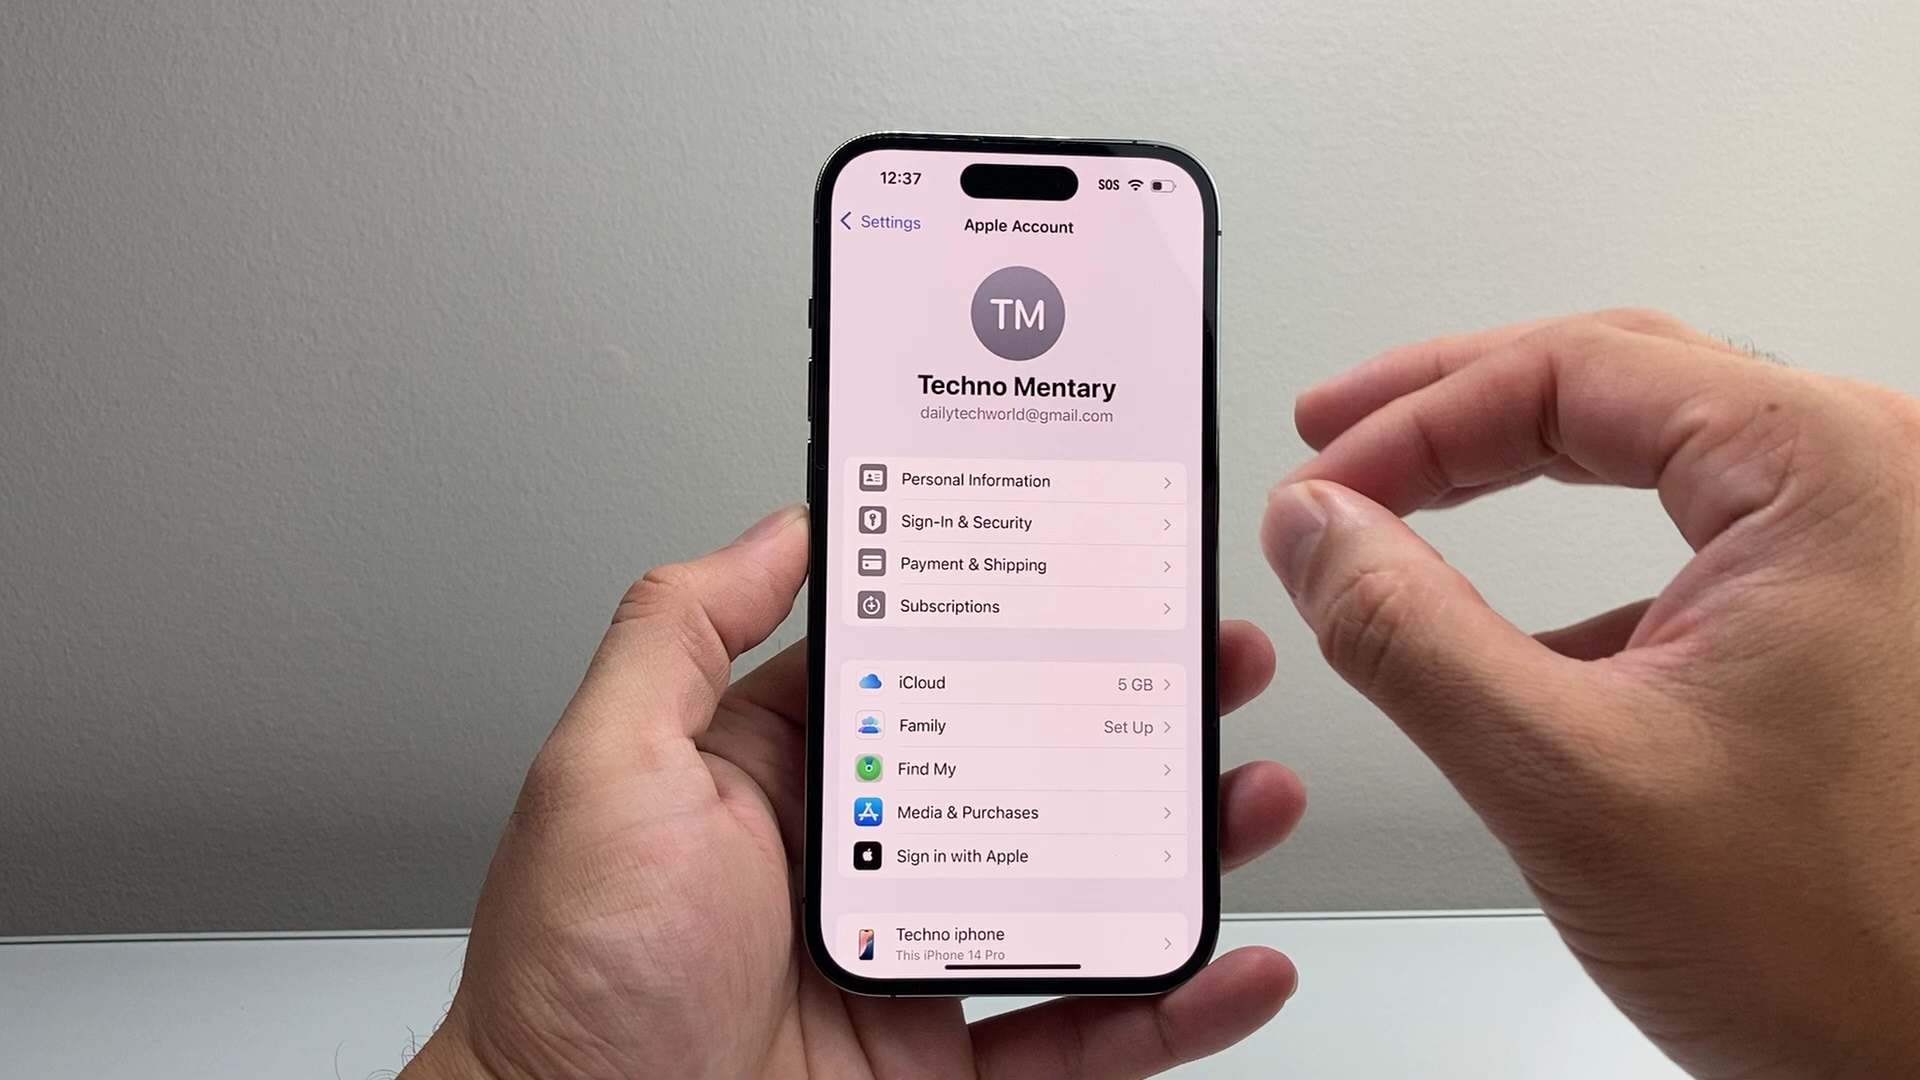 12:37
SOS
Settings
Apple Account
TM
Techno Mentary
dailytechworld@gmail.com
Personal Information
Sign-In & Security
Payment & Shipping
Subscriptions
iCloud 5 GB
Family Set Up
Find My
Media & Purchases
Sign in with Apple
Techno iphone
This iPhone 14 Pro